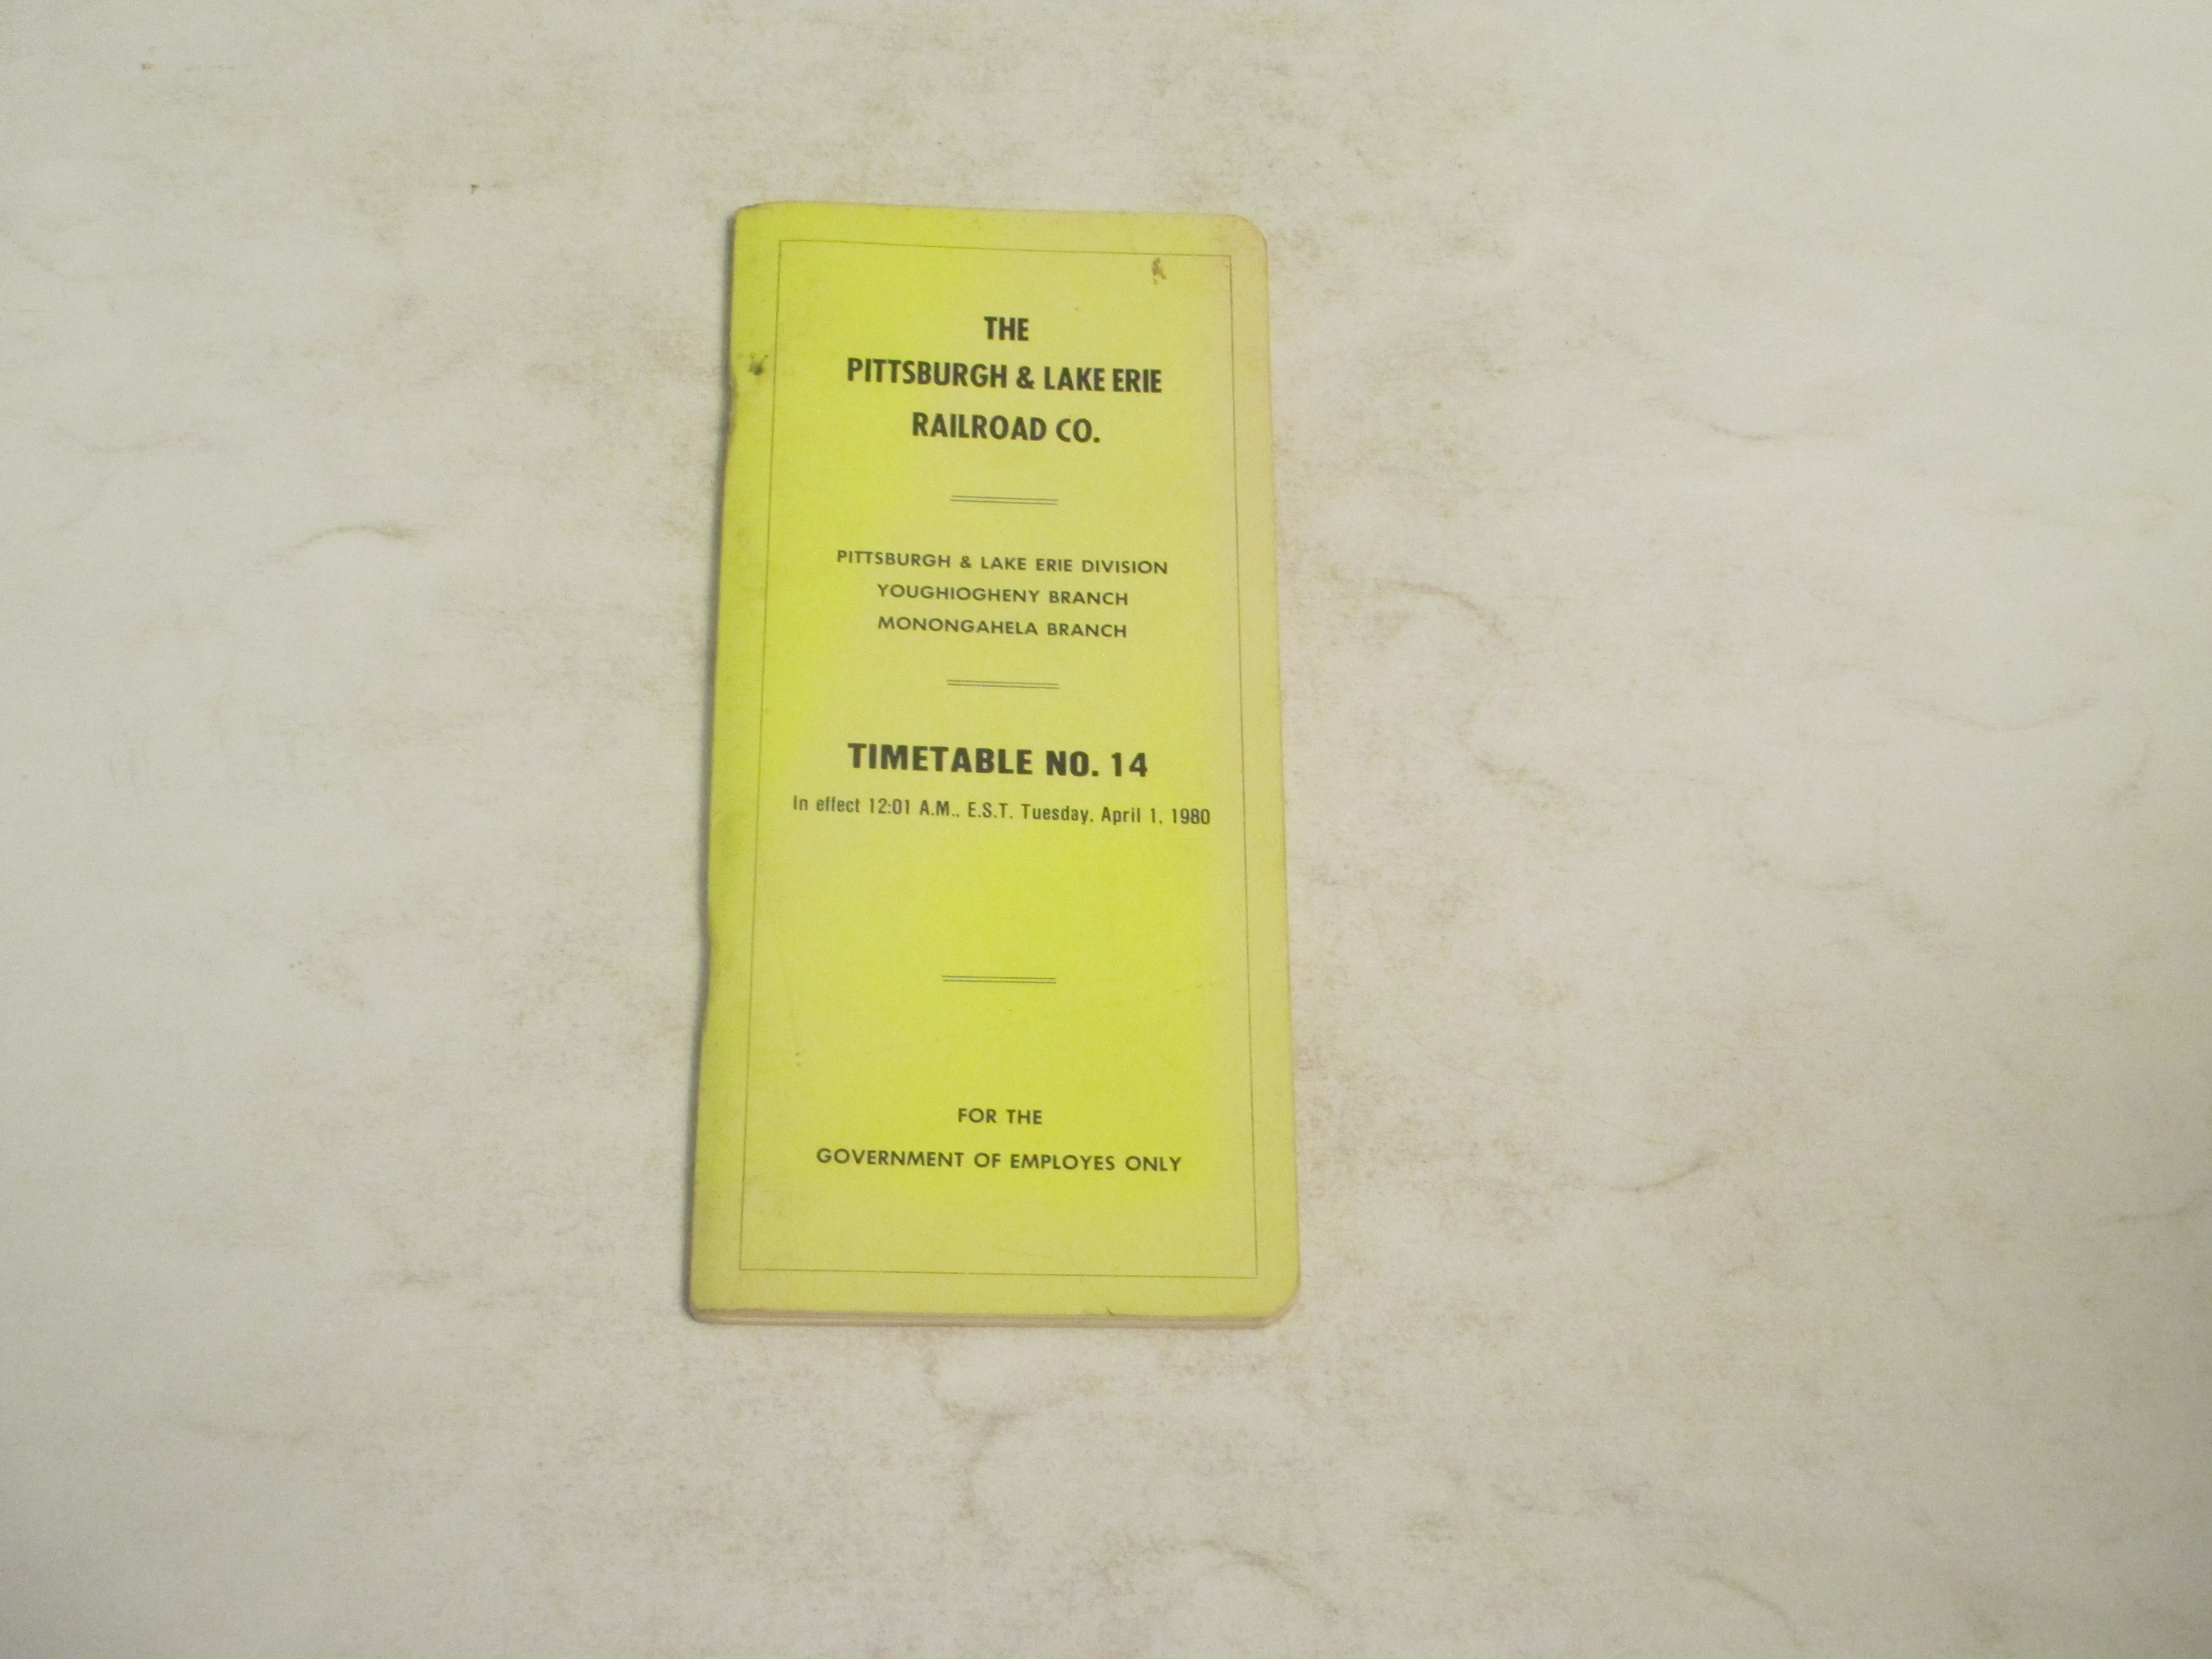 THE
PITTSBURGH & LAKE ERIE
RAILROAD CO.
PITTSBURGH & LAKE ERIE DIVISION
YOUGHIOGHENY BRANCH
MONONGAHELA BRANCH
TIMETABLE NO. 14
In effect 12:01 A.M., E.S.T. Tuesday, April 1, 1980
FOR THE
GOVERNMENT OF EMPLOYES ONLY